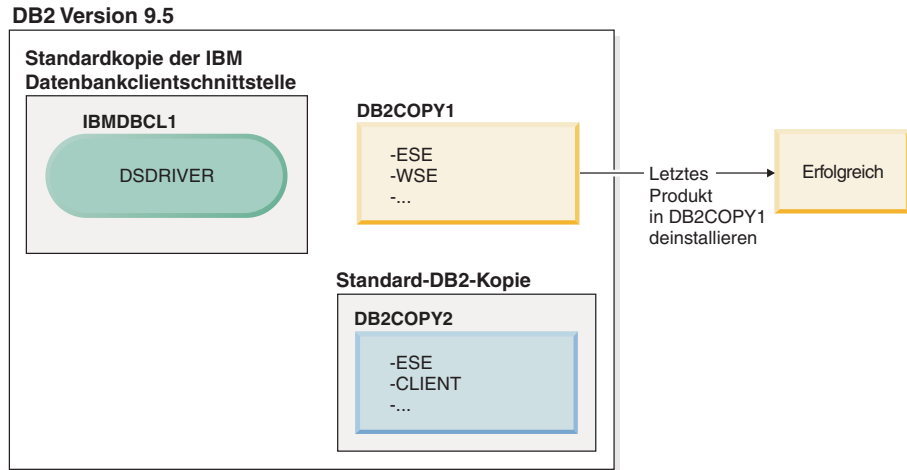 DB2 Version 9.5
Standardkopie der IBM
Datenbankclientschnittstelle
IBMDBCL1
DSDRIVER
DB2COPY1
-ESE
-WSE
-...
Letztes
Produkt
in DB2COPY1
deinstallieren
Erfolgreich
Standard-DB2-Kopie
DB2COPY2
-ESE
-CLIENT
-...